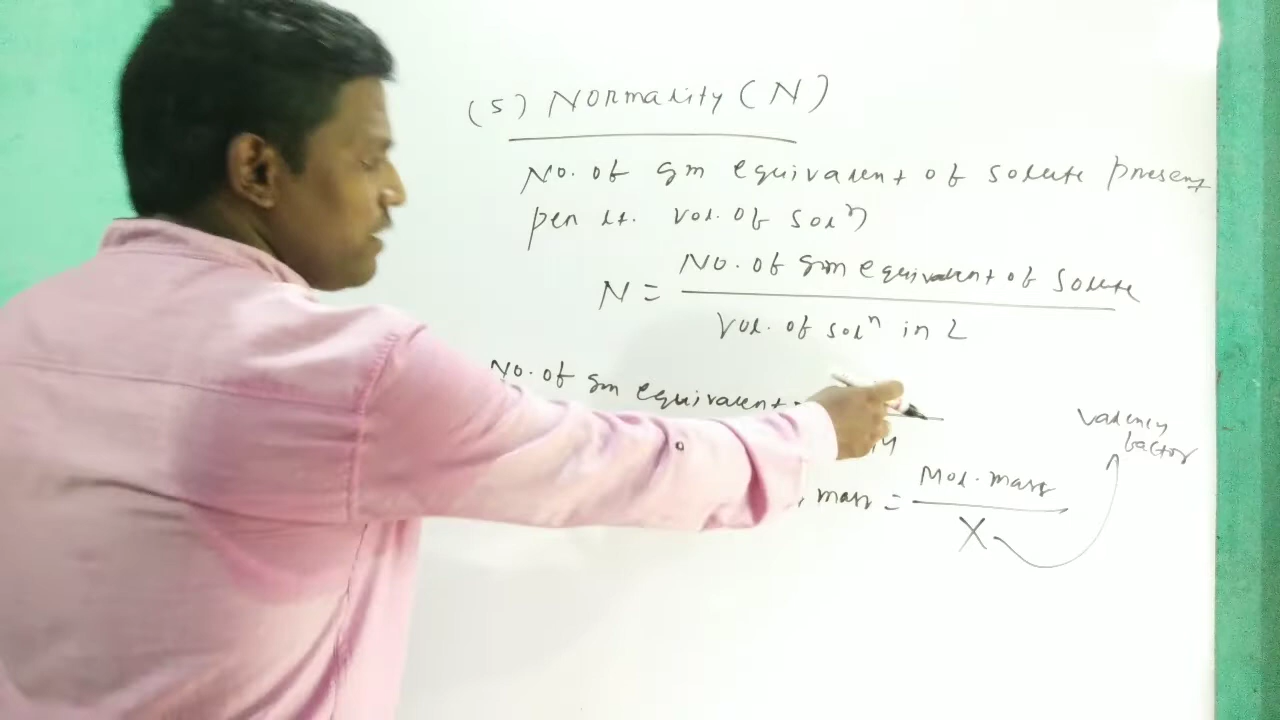 (5) Normality (N)
No. of gm equivalent of solute present
per lt. vol. of solⁿ
N = No. of gm equivalent of solute
Vol. of solⁿ in L
No. of gm equivalent =
mass = Mol. mass
X
Valency
factor